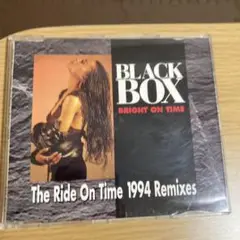 BLACK
BOX
BRIGHT ON TIME
The Ride On Time 1994 Remixes